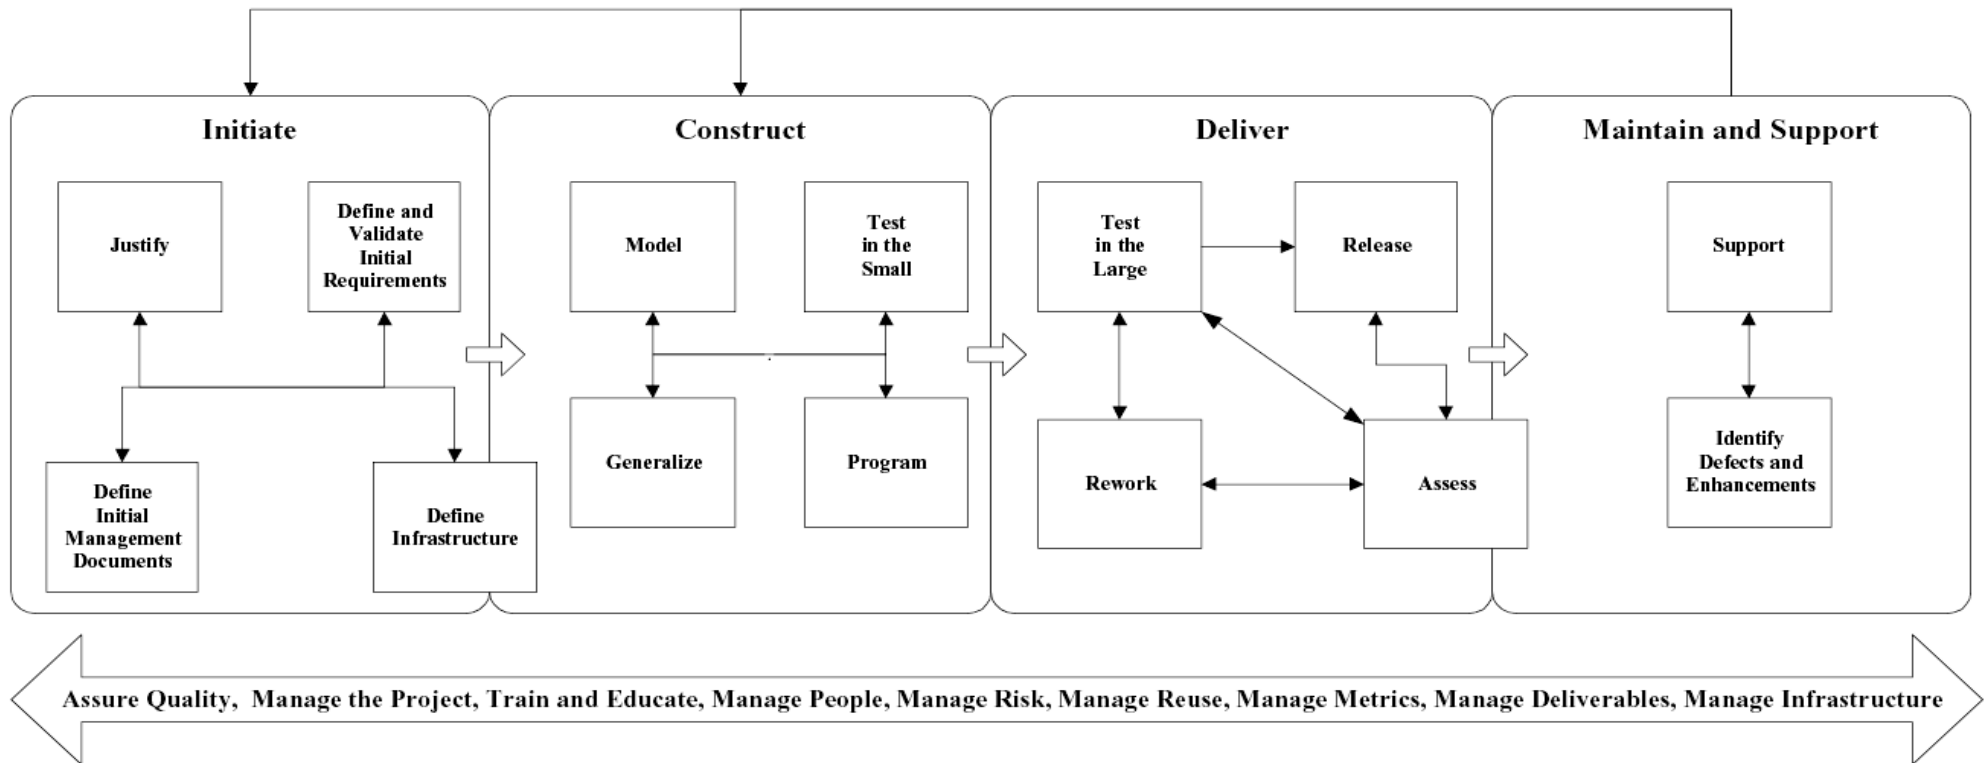 Initiate
Justify
Define and
Validate
Initial
Requirements
Define
Initial
Management
Documents
Define
Infrastructure
Construct
Model
Test
in the
Small
Generalize
Program
Deliver
Test
in the
Large
Release
Rework
Assess
Maintain and Support
Support
Identify
Defects and
Enhancements
Assure Quality,  Manage the Project, Train and Educate, Manage People, Manage Risk, Manage Reuse, Manage Metrics, Manage Deliverables, Manage Infrastructure